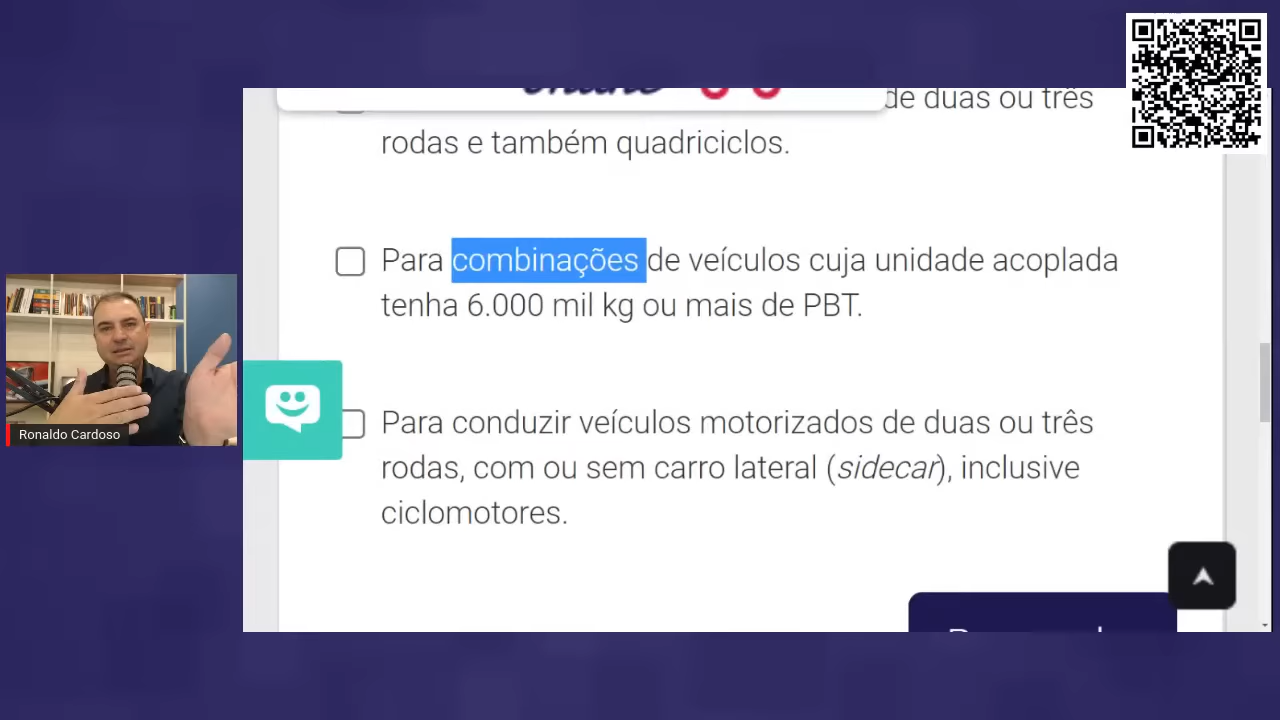 de duas ou três
rodas e também quadriciclos.
Para combinações de veículos cuja unidade acoplada
tenha 6.000 mil kg ou mais de PBT.
Para conduzir veículos motorizados de duas ou três
rodas, com ou sem carro lateral (sidecar), inclusive
ciclomotores.
Ronaldo Cardoso